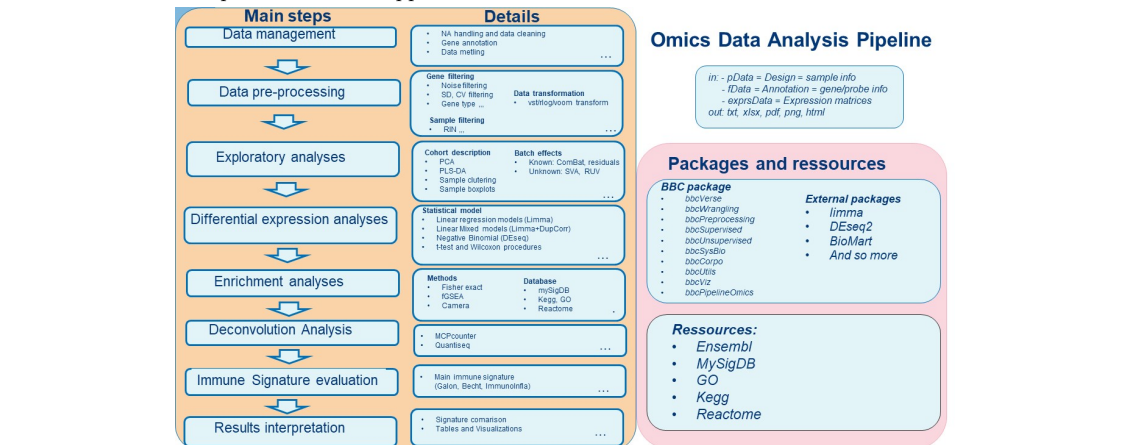 Main steps
Data management
Data pre-processing
Exploratory analyses
Differential expression analyses
Enrichment analyses
Deconvolution Analysis
Immune Signature evaluation
Results interpretation
Details
• NA handling and data cleaning
• Gene annotation
• Data metling
...
Gene filtering
• Noise filtering
• SD, CV filtering
• Gene type ,,,
Data transformation
• vst/rlog/voom transform
Sample filtering
• RIN ,,,
...
Cohort description
• PCA
• PLS-DA
• Sample clutering
• Sample boxplots
Batch effects
• Known: ComBat, residuals
• Unknown: SVA, RUV
...
Statistical model
• Linear regression models (Limma)
• Linear Mixed models (Limma+DupCorr)
• Negative Binomial (DEseq)
• t-test and Wilcoxon procedures
...
Methods
• Fisher exact
• fGSEA
• Camera
Database
• mySigDB
• Kegg, GO
• Reactome
.
• MCPcounter
• Quantiseq
...
• Main immune signature
(Galon, Becht, ImmunoInfla)
...
• Signature comarison
• Tables and Visualizations
...
Omics Data Analysis Pipeline
in: - pData = Design = sample info
- fData = Annotation = gene/probe info
- exprsData = Expression matrices
out: txt, xlsx, pdf, png, html
Packages and ressources
BBC package
• bbcVerse
• bbcWrangling
• bbcPreprocessing
• bbcSupervised
• bbcUnsupervised
• bbcSysBio
• bbcCorpo
• bbcUtils
• bbcViz
• bbcPipelineOmics
External packages
• limma
• DEseq2
• BioMart
• And so more
Ressources:
• Ensembl
• MySigDB
• GO
• Kegg
• Reactome